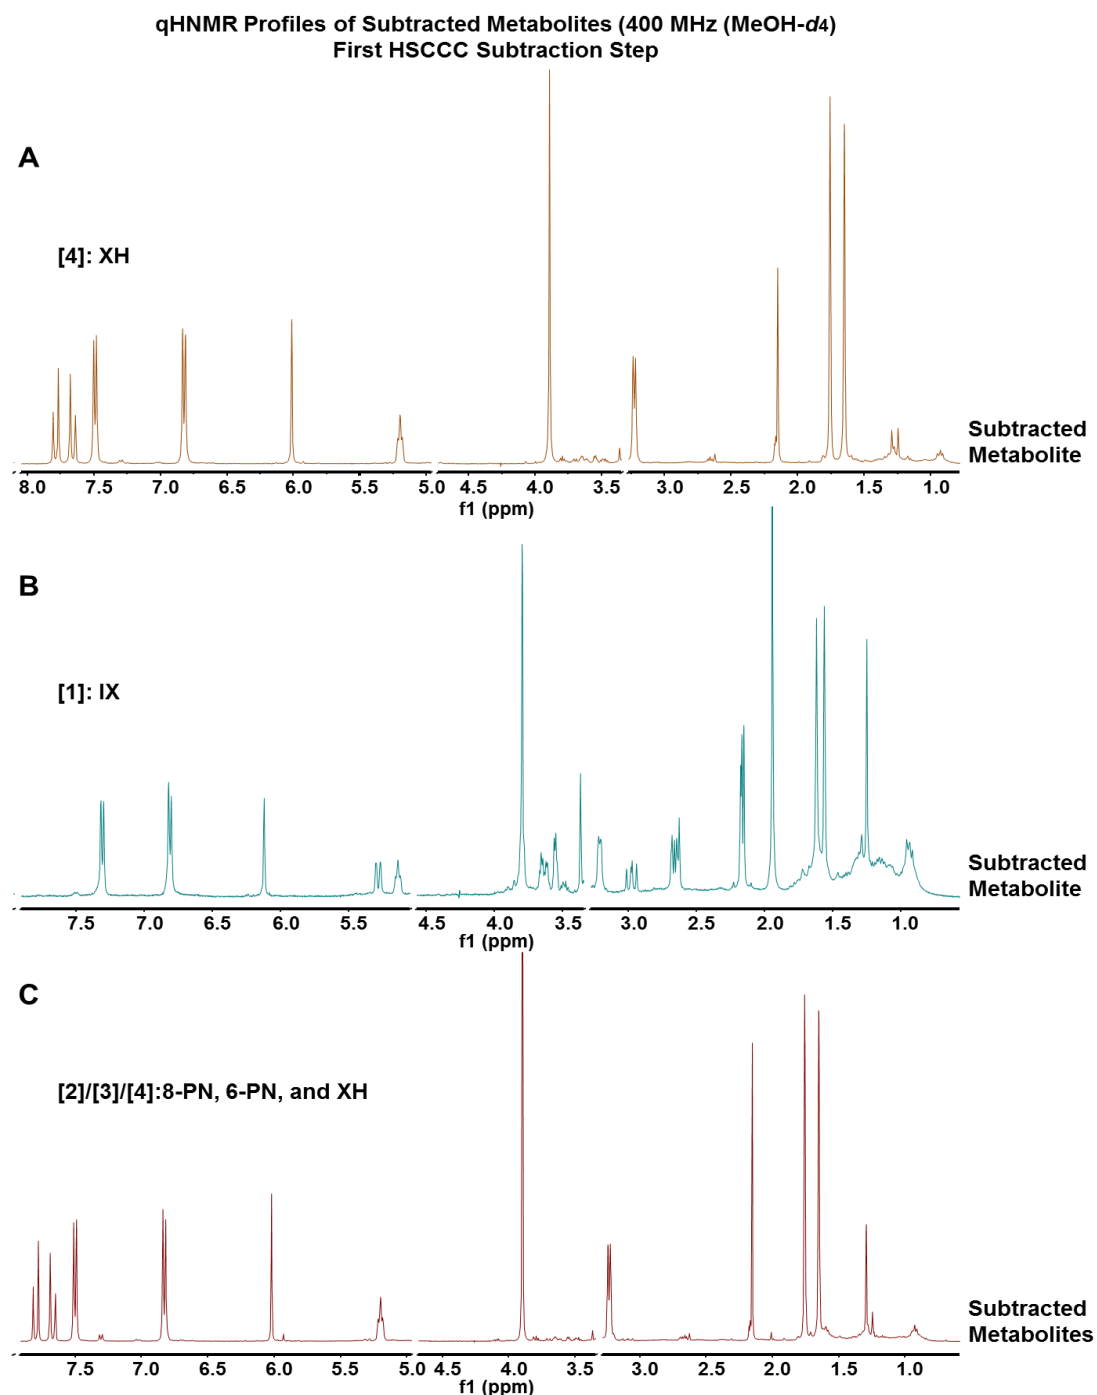 qHNMR Profiles of Subtracted Metabolites (400 MHz (MeOH-d4)
First HSCCC Subtraction Step
A
[4]: XH
Subtracted
Metabolite
8.0 7.5 7.0 6.5 6.0 5.5 5.0 4.5 4.0 3.5 3.0 2.5 2.0 1.5 1.0
f1 (ppm)
B
[1]: IX
Subtracted
Metabolite
7.5 7.0 6.5 6.0 5.5 4.5 4.0 3.5 3.0 2.5 2.0 1.5 1.0
f1 (ppm)
C
[2]/[3]/[4]:8-PN, 6-PN, and XH
Subtracted
Metabolites
7.5 7.0 6.5 6.0 5.5 5.0 4.5 4.0 3.5 3.0 2.5 2.0 1.5 1.0
f1 (ppm)